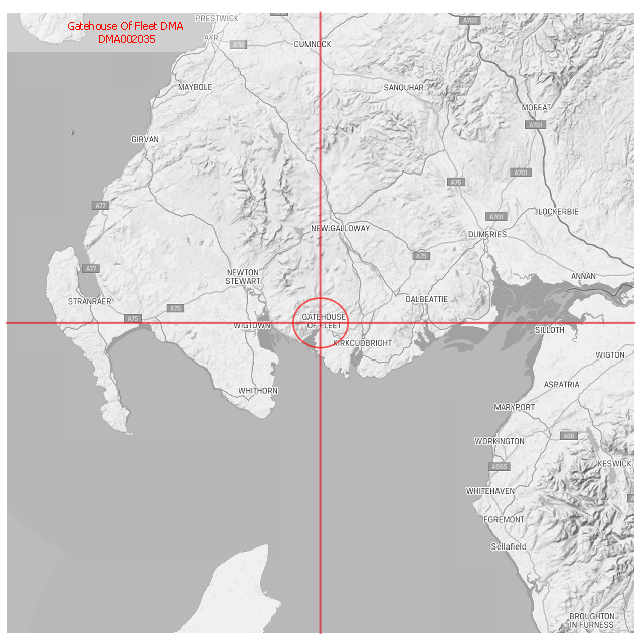 PRESTWICK
A702
Gatehouse Of Fleet DMA
DMA002035
AYR
A70
CUMNOCK
MAYBOLE
SANQUHAR
MOFFAT
A701
GIRVAN
A701
A76
A77
A701
LOCKERBIE
NEW GALLOWAY
DUMFRIES
A75
A77
NEWTON
STEWART
ANNAN
STRANRAER
DALBEATTIE
A75
A75
GATEHOUSE
OF FLEET
WIGTOWN
SILLOTH
KIRKCUDBRIGHT
WIGTON
ASPATRIA
WHITHORN
MARYPORT
A66
WORKINGTON
KESWICK
A595
WHITEHAVEN
EGREMONT
Sellafield
BROUGHTON
IN FURNESS